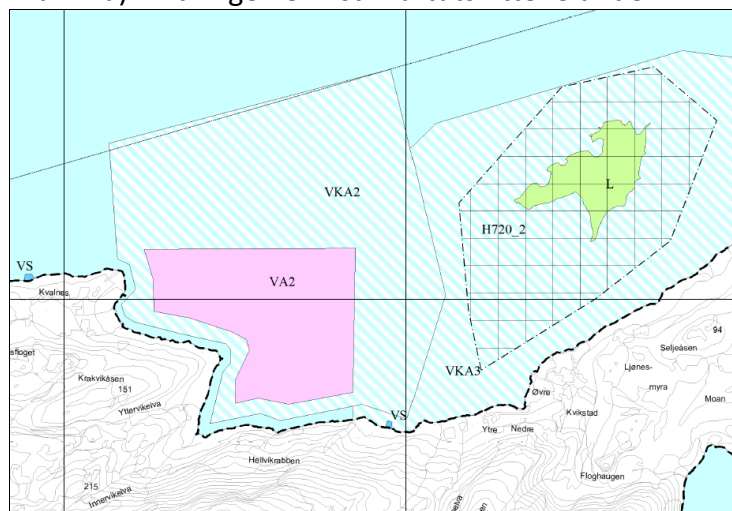 VKA2
L
H720_2
VS
VA2
Kvalnes
94
sfloget
Seljeåsen
VKA3
Ljønes-
myra
Krakvikåsen
151
Øvre
Moan
Yttervikelva
VS
Kvikstad
Ytre
Nedre
Hellvikrabben
Floghaugen
215
Innervikelva